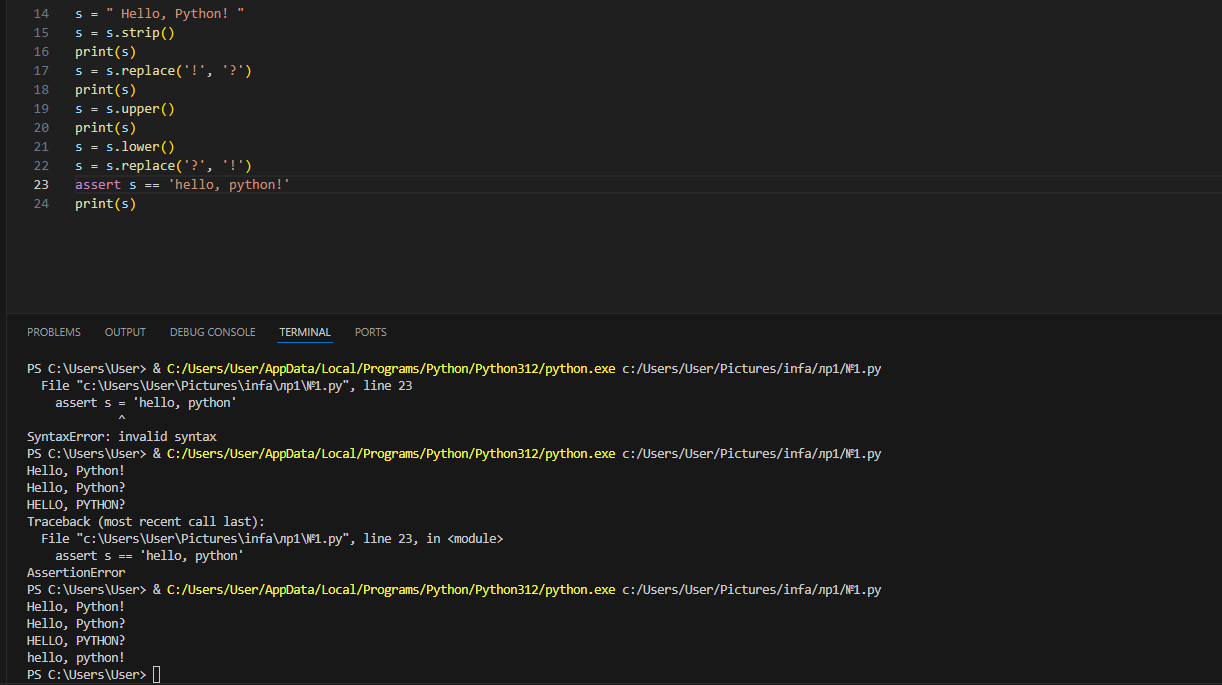 14 s = " Hello, Python! "
15 s = s.strip()
16 print(s)
17 s = s.replace('!', '?')
18 print(s)
19 s = s.upper()
20 print(s)
21 s = s.lower()
22 s = s.replace('?', '!')
23 assert s == 'hello, python!'
24 print(s)
PROBLEMS OUTPUT DEBUG CONSOLE TERMINAL PORTS
PS C:\Users\User> & C:/Users/User/AppData/Local/Programs/Python/Python312/python.exe c:/Users/User/Pictures/infa/лр1/№1.py
  File "c:\Users\User\Pictures\infa\лр1\№1.py", line 23
    assert s = 'hello, python'
             ^
SyntaxError: invalid syntax
PS C:\Users\User> & C:/Users/User/AppData/Local/Programs/Python/Python312/python.exe c:/Users/User/Pictures/infa/лр1/№1.py
Hello, Python!
Hello, Python?
HELLO, PYTHON?
Traceback (most recent call last):
  File "c:\Users\User\Pictures\infa\лр1\№1.py", line 23, in <module>
    assert s == 'hello, python'
AssertionError
PS C:\Users\User> & C:/Users/User/AppData/Local/Programs/Python/Python312/python.exe c:/Users/User/Pictures/infa/лр1/№1.py
Hello, Python!
Hello, Python?
HELLO, PYTHON?
hello, python!
PS C:\Users\User>